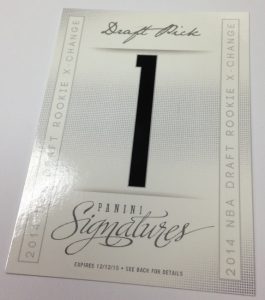 Draft Pick
1
2014 NBA DRAFT ROOKIE X-CHANGE
2014 NBA DRAFT ROOKIE X-CHANGE
PANINI
Signatures
EXPIRES 12/12/15 • SEE BACK FOR DETAILS